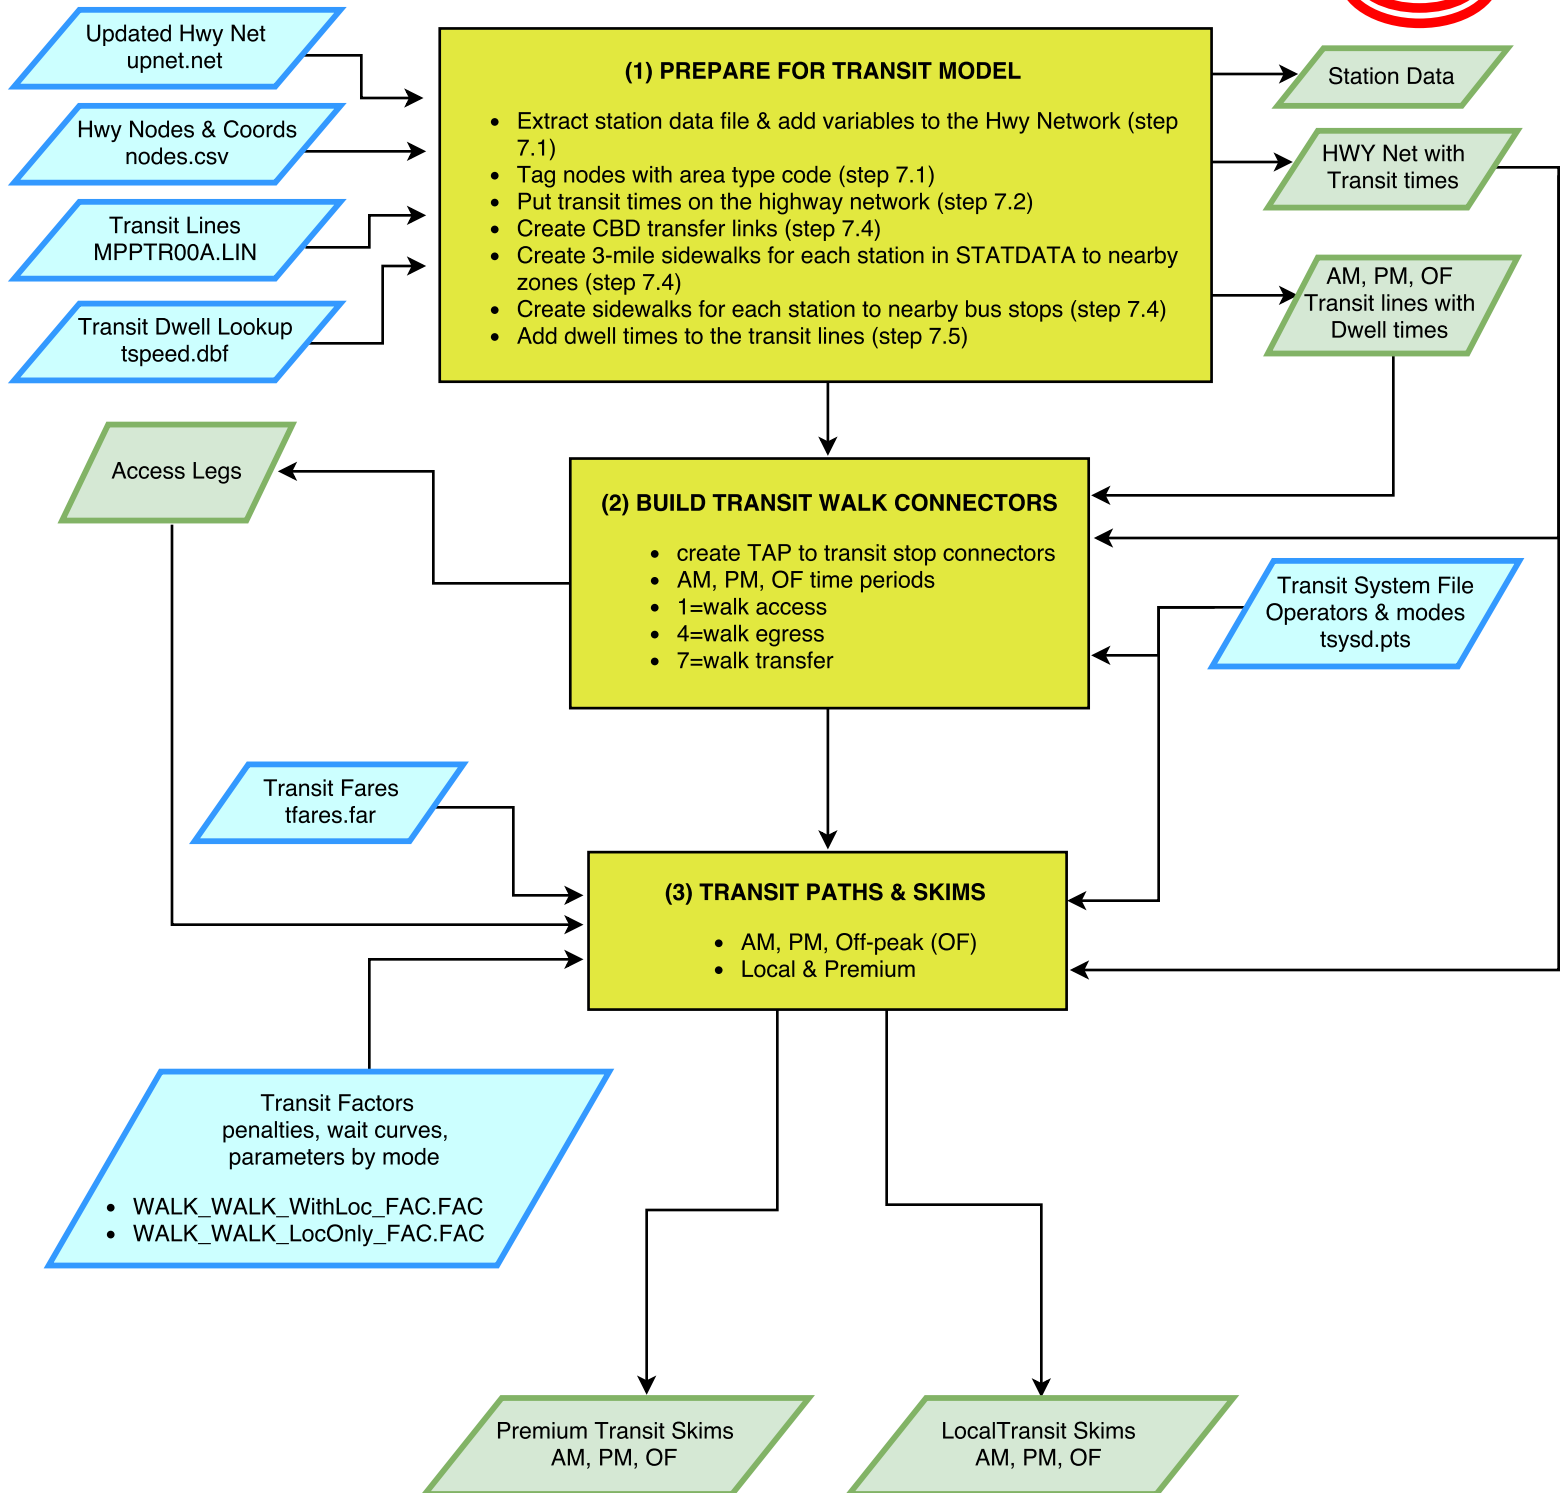 Updated Hwy Net
upnet.net
Hwy Nodes & Coords
nodes.csv
Transit Lines
MPPTR00A.LIN
Transit Dwell Lookup
tspeed.dbf
(1) PREPARE FOR TRANSIT MODEL
• Extract station data file & add variables to the Hwy Network (step
7.1)
• Tag nodes with area type code (step 7.1)
• Put transit times on the highway network (step 7.2)
• Create CBD transfer links (step 7.4)
• Create 3-mile sidewalks for each station in STATDATA to nearby
zones (step 7.4)
• Create sidewalks for each station to nearby bus stops (step 7.4)
• Add dwell times to the transit lines (step 7.5)
Station Data
HWY Net with
Transit times
AM, PM, OF
Transit lines with
Dwell times
Access Legs
(2) BUILD TRANSIT WALK CONNECTORS
• create TAP to transit stop connectors
• AM, PM, OF time periods
• 1=walk access
• 4=walk egress
• 7=walk transfer
Transit System File
Operators & modes
tsysd.pts
Transit Fares
tfares.far
(3) TRANSIT PATHS & SKIMS
• AM, PM, Off-peak (OF)
• Local & Premium
Transit Factors
penalties, wait curves,
parameters by mode
• WALK_WALK_WithLoc_FAC.FAC
• WALK_WALK_LocOnly_FAC.FAC
Premium Transit Skims
AM, PM, OF
LocalTransit Skims
AM, PM, OF